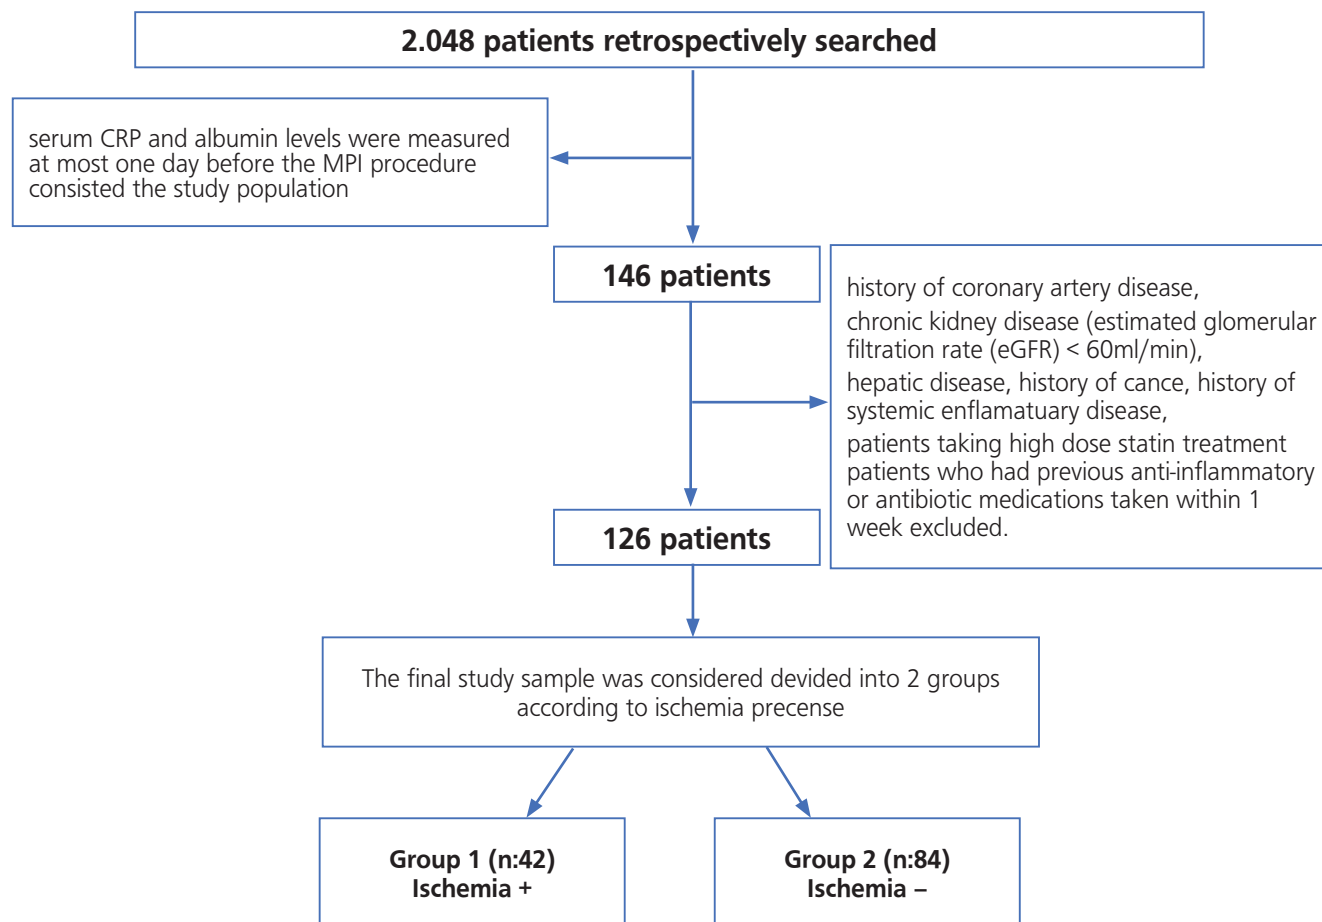 2.048 patients retrospectively searched
serum CRP and albumin levels were measured
at most one day before the MPI procedure
consisted the study population
146 patients
history of coronary artery disease,
chronic kidney disease (estimated glomerular
filtration rate (eGFR) < 60ml/min),
hepatic disease, history of cance, history of
systemic enflamatuary disease,
patients taking high dose statin treatment
patients who had previous anti-inflammatory
or antibiotic medications taken within 1
week excluded.
126 patients
The final study sample was considered devided into 2 groups
according to ischemia precense
Group 1 (n:42)
Ischemia +
Group 2 (n:84)
Ischemia –